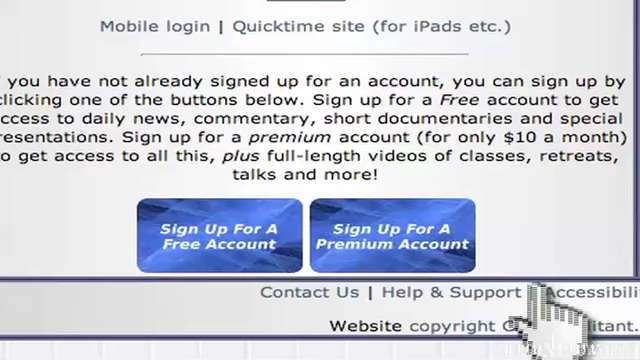 Mobile login | Quicktime site (for iPads etc.)
you have not already signed up for an account, you can sign up by
clicking one of the buttons below. Sign up for a Free account to get
ccess to daily news, commentary, short documentaries and special
resentations. Sign up for a premium account (for only $10 a month)
to get access to all this, plus full-length videos of classes, retreats,
talks and more!
Sign Up For A Free Account
Sign Up For A Premium Account
Contact Us | Help & Support Accessibili
Website copyright